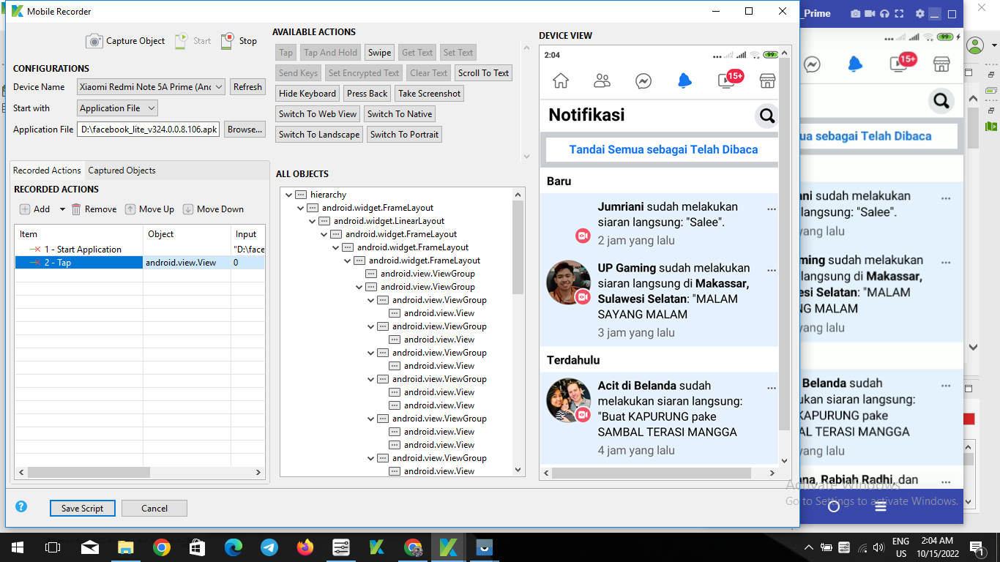 Mobile Recorder
Capture Object
Start
Stop
CONFIGURATIONS
Device Name
Xiaomi Redmi Note 5A Prime (Anc
Refresh
Start with
Application File
Application File
D:\facebook_lite_v324.0.0.8.106.apk
Browse...
Recorded Actions
Captured Objects
RECORDED ACTIONS
Add
Remove
Move Up
Move Down
Item
Object
Input
1 - Start Application
"D:\face
2 - Tap
android.view.View
0
Save Script
Cancel
AVAILABLE ACTIONS
Tap
Tap And Hold
Swipe
Get Text
Set Text
Send Keys
Set Encrypted Text
Clear Text
Scroll To Text
Hide Keyboard
Press Back
Take Screenshot
Switch To Web View
Switch To Native
Switch To Landscape
Switch To Portrait
ALL OBJECTS
hierarchy
android.widget.FrameLayout
android.widget.LinearLayout
android.widget.FrameLayout
android.widget.FrameLayout
android.widget.FrameLayout
android.view.ViewGroup
android.view.ViewGroup
android.view.ViewGroup
android.view.View
android.view.ViewGroup
android.view.View
android.view.ViewGroup
android.view.View
android.view.ViewGroup
android.view.View
android.view.View
android.view.ViewGroup
android.view.View
android.view.View
android.view.ViewGroup
android.view.View
DEVICE VIEW
2:04
99
15+
Notifikasi
Tandai Semua sebagai Telah Dibaca
Baru
Jumriani sudah melakukan
siaran langsung: "Salee".
2 jam yang lalu
UP Gaming sudah melakukan
siaran langsung di Makassar,
Sulawesi Selatan: "MALAM
SAYANG MALAM
3 jam yang lalu
Terdahulu
Acit di Belanda sudah
melakukan siaran langsung:
"Buat KAPURUNG pake
SAMBAL TERASI MANGGA
4 jam yang lalu
_Prime
99
15+
ua sebagai Telah Dibaca
ani sudah melakukan
langsung: "Salee".
ang lalu
ming sudah melakukan
langsung di Makassar,
esi Selatan: "MALAM
NG MALAM
ang lalu
Belanda sudah
ukan siaran langsung:
KAPURUNG pake
AL TERASI MANGGA
ang lalu
ana, Rabiah Radhi, dan
Activate Windows
Go to Settings to activate Windows.
ENG
US
2:04 AM
10/15/2022
1